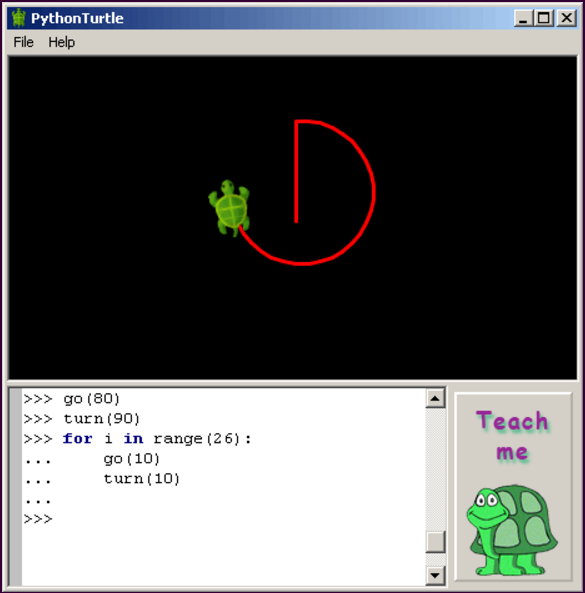 PythonTurtle
File Help
>>> go(80)
>>> turn(90)
>>> for i in range(26):
...     go(10)
...     turn(10)
...
>>>
Teach
me